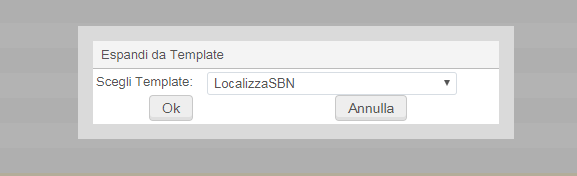 Espandi da Template
Scegli Template: LocalizzaSBN
Ok Annulla